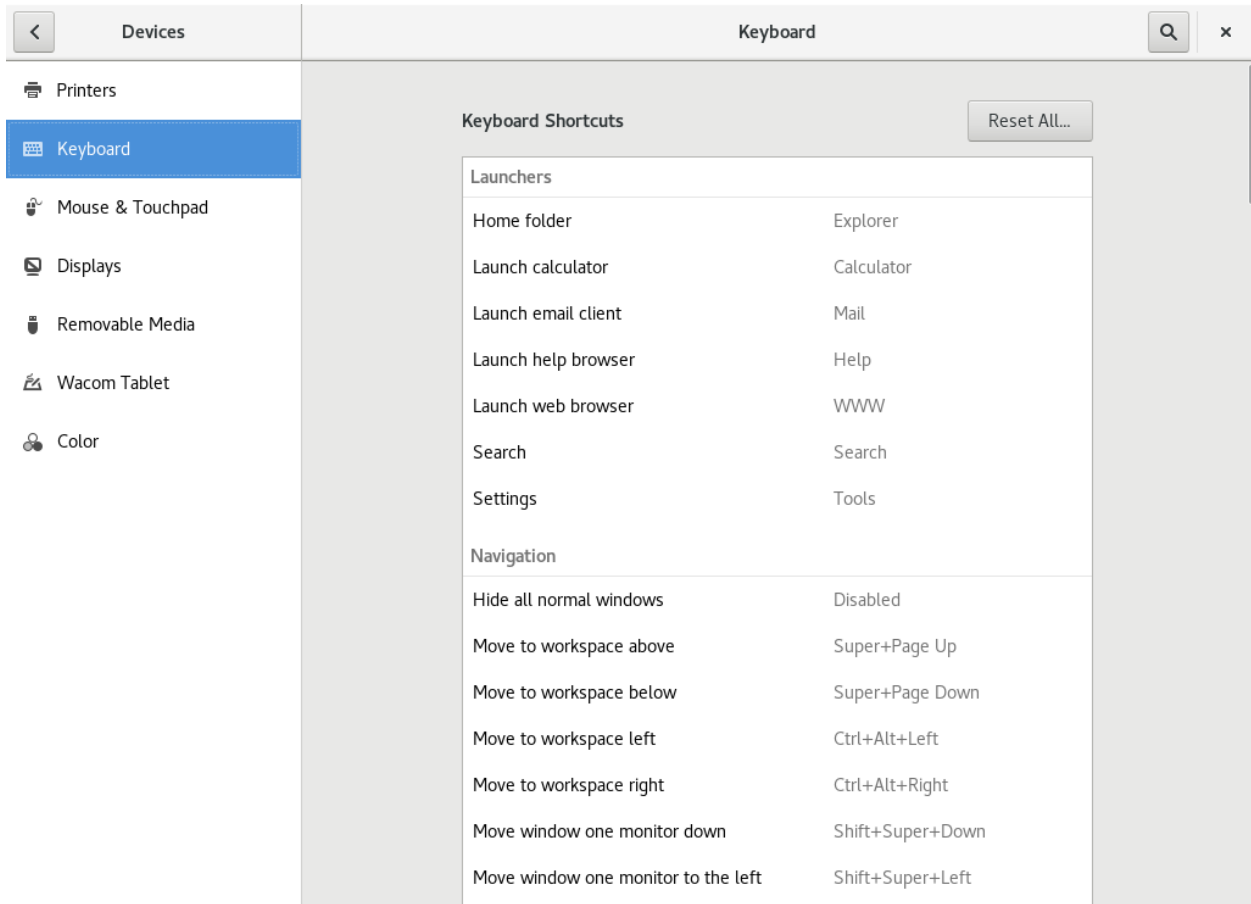 Devices
Keyboard
Printers
Keyboard
Mouse & Touchpad
Displays
Removable Media
Wacom Tablet
Color
Keyboard Shortcuts
Reset All...
Launchers
Home folder Explorer
Launch calculator Calculator
Launch email client Mail
Launch help browser Help
Launch web browser WWW
Search Search
Settings Tools
Navigation
Hide all normal windows Disabled
Move to workspace above Super+Page Up
Move to workspace below Super+Page Down
Move to workspace left Ctrl+Alt+Left
Move to workspace right Ctrl+Alt+Right
Move window one monitor down Shift+Super+Down
Move window one monitor to the left Shift+Super+Left